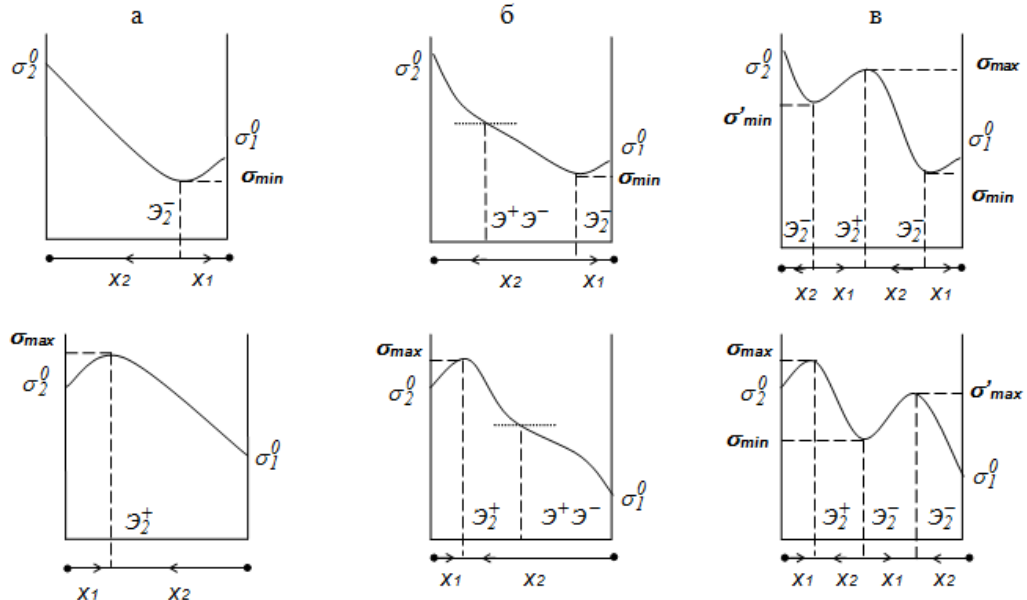 а
б
в
σ₂⁰
σ₁⁰
σmin
Э₂⁻
x₂ x₁
σ₂⁰
σ₁⁰
σmin
Э⁺Э⁻ Э₂⁻
x₂ x₁
σ₂⁰
σmax
σ'min
σ₁⁰
σmin
Э₂⁻ Э₂⁺ Э₂⁻
x₂ x₁ x₂ x₁
σmax
σ₂⁰
σ₁⁰
Э₂⁺
x₁ x₂
σmax
σ₂⁰
σ₁⁰
Э₂⁺ Э⁺Э⁻
x₁ x₂
σmax
σ₂⁰
σ'max
σmin
σ₁⁰
Э₂⁺ Э₂⁻ Э₂⁻
x₁ x₂ x₁ x₂